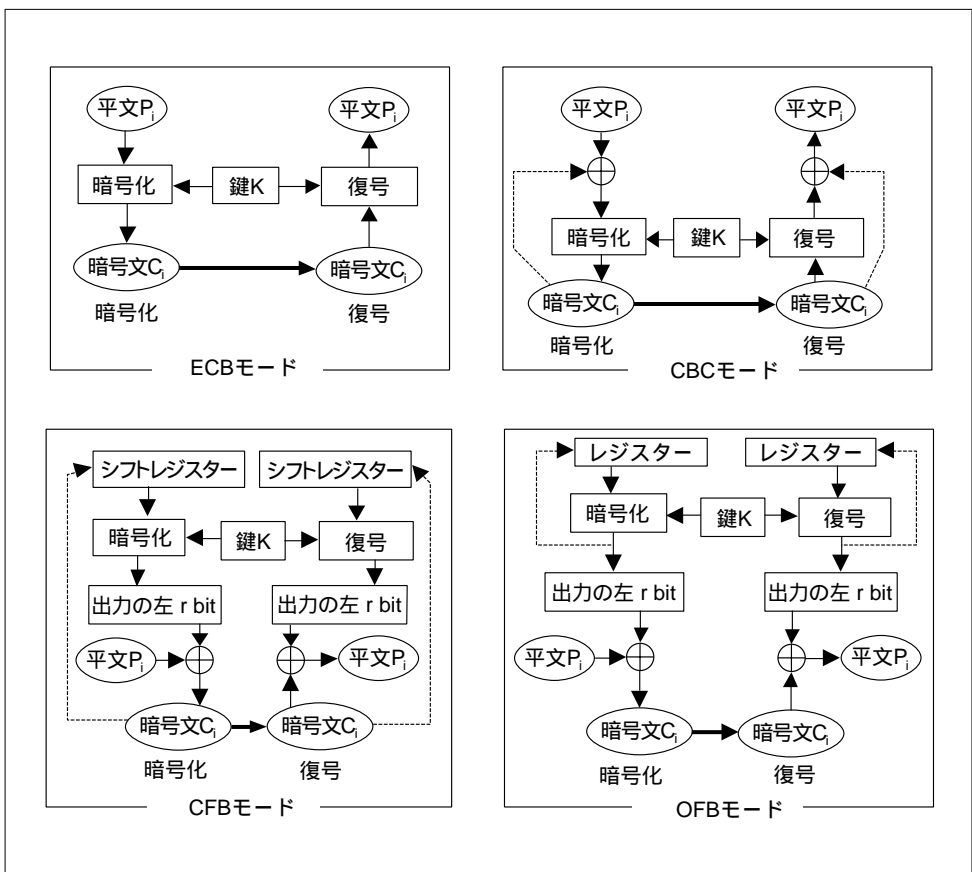 平文Pi
平文Pi
暗号化
鍵K
復号
暗号文Ci
暗号文Ci
暗号化
復号
ECBモード
平文Pi
平文Pi
暗号化
鍵K
復号
暗号文Ci
暗号文Ci
暗号化
復号
CBCモード
シフトレジスター
シフトレジスター
暗号化
鍵K
復号
出力の左 r bit
出力の左 r bit
平文Pi
平文Pi
暗号文Ci
暗号文Ci
暗号化
復号
CFBモード
レジスター
レジスター
暗号化
鍵K
復号
出力の左 r bit
出力の左 r bit
平文Pi
平文Pi
暗号文Ci
暗号文Ci
暗号化
復号
OFBモード